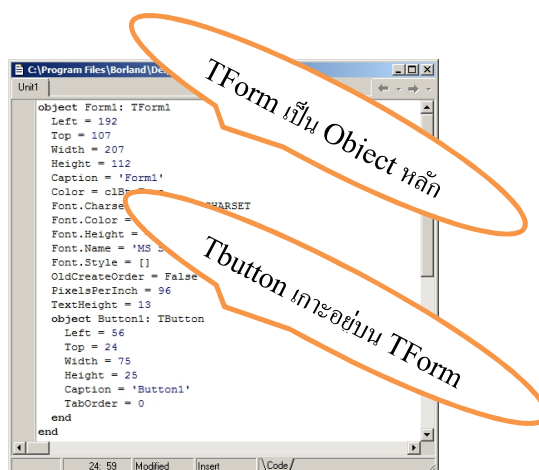 C:\Program Files\Borland\De
Unit1
TForm เป็น Object หลัก
object Form1: TForm1
Left = 192
Top = 107
Width = 207
Height = 112
Caption = 'Form1'
Color =
Font.Charse CHARSET
Font.Color =
Font.Height =
Font.Name = 'MS
Font.Style = []
OldCreateOrder = False
PixelsPerInch = 96
TextHeight = 13
Tbutton เกาะอยู่บน TForm
object Button1: TButton
Left = 56
Top = 24
Width = 75
Height = 25
Caption = 'Button1'
TabOrder = 0
end
end
24: 59 Modified Insert \Code/